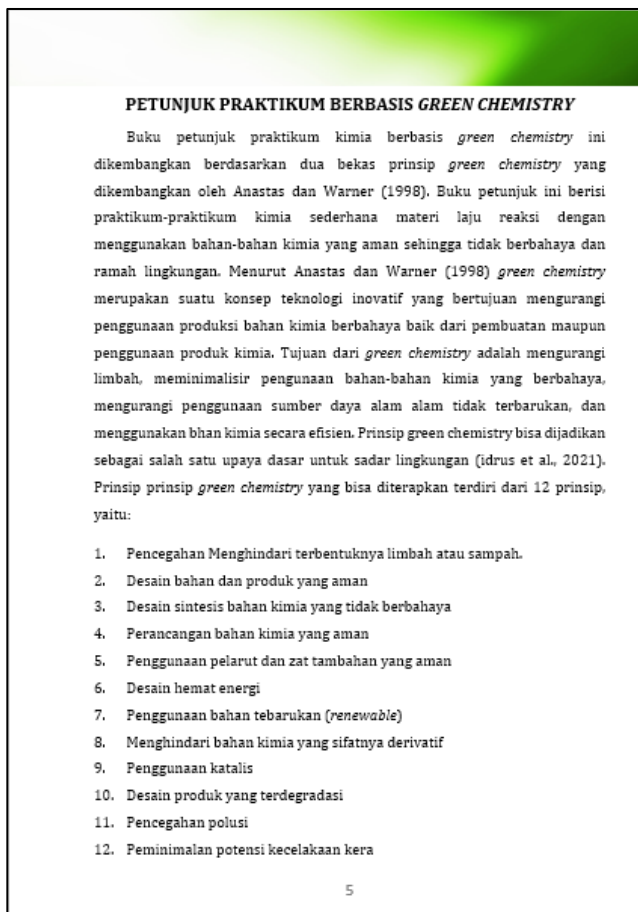 PETUNJUK PRAKTIKUM BERBASIS GREEN CHEMISTRY
Buku petunjuk praktikum kimia berbasis green chemistry ini
dikembangkan berdasarkan dua bekas prinsip green chemistry yang
dikembangkan oleh Anastas dan Warner (1998). Buku petunjuk ini berisi
praktikum-praktikum kimia sederhana materi laju reaksi dengan
menggunakan bahan-bahan kimia yang aman sehingga tidak berbahaya dan
ramah lingkungan. Menurut Anastas dan Warner (1998) green chemistry
merupakan suatu konsep teknologi inovatif yang bertujuan mengurangi
penggunaan produksi bahan kimia berbahaya baik dari pembuatan maupun
penggunaan produk kimia. Tujuan dari green chemistry adalah mengurangi
limbah, meminimalisir pengunaan bahan-bahan kimia yang berbahaya,
mengurangi penggunaan sumber daya alam alam tidak terbarukan, dan
menggunakan bhan kimia secara efisien. Prinsip green chemistry bisa dijadikan
sebagai salah satu upaya dasar untuk sadar lingkungan (idrus et al., 2021).
Prinsip prinsip green chemistry yang bisa diterapkan terdiri dari 12 prinsip,
yaitu:
1. Pencegahan Menghindari terbentuknya limbah atau sampah.
2. Desain bahan dan produk yang aman
3. Desain sintesis bahan kimia yang tidak berbahaya
4. Perancangan bahan kimia yang aman
5. Penggunaan pelarut dan zat tambahan yang aman
6. Desain hemat energi
7. Penggunaan bahan tebarukan (renewable)
8. Menghindari bahan kimia yang sifatnya derivatif
9. Penggunaan katalis
10. Desain produk yang terdegradasi
11. Pencegahan polusi
12. Peminimalan potensi kecelakaan kera
5